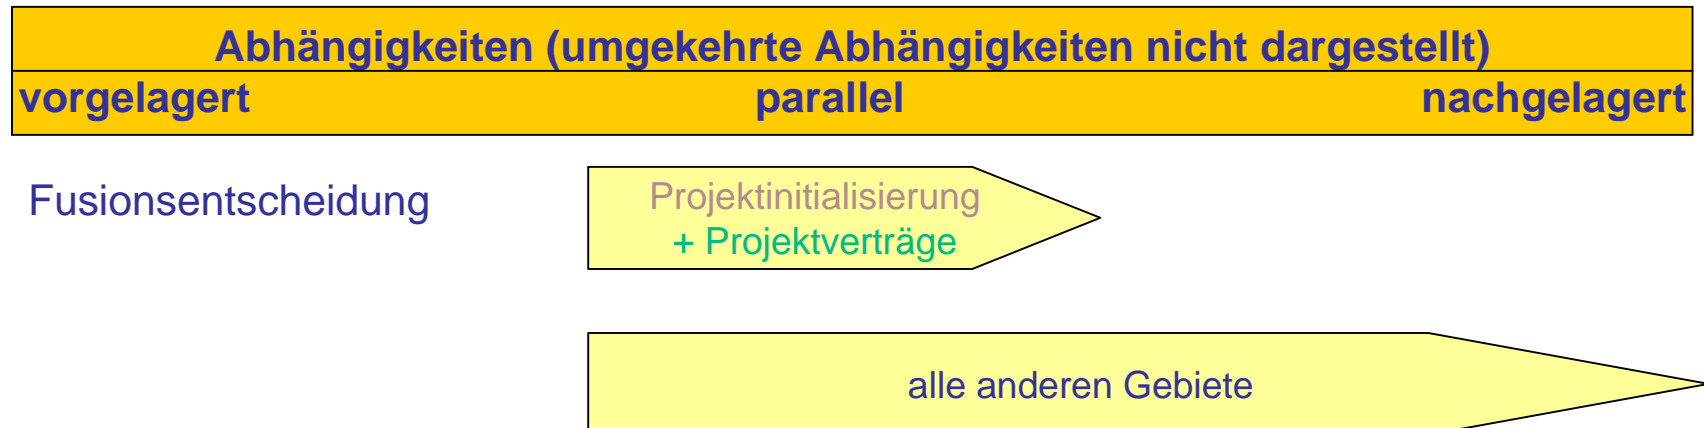 Abhängigkeiten (umgekehrte Abhängigkeiten nicht dargestellt)
vorgelagert parallel nachgelagert
Fusionsentscheidung
Projektinitialisierung
+ Projektverträge
alle anderen Gebiete